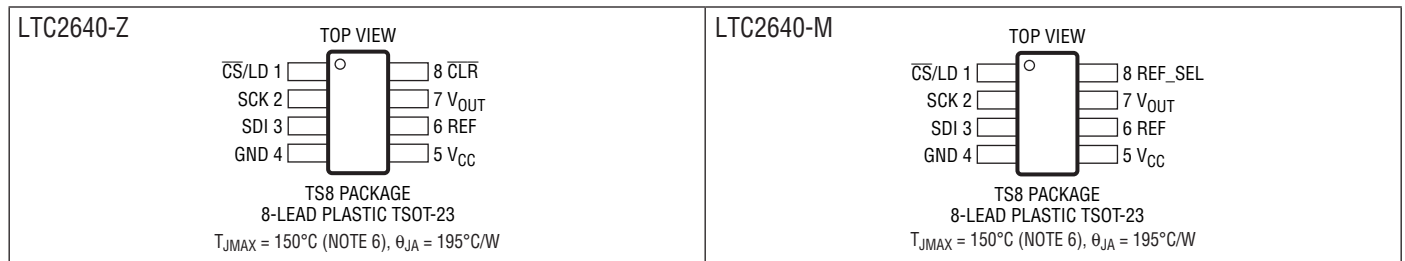 LTC2640-Z
TOP VIEW
C̅S̅/LD 1
8 C̅L̅R̅
SCK 2
7 VOUT
SDI 3
6 REF
GND 4
5 VCC
TS8 PACKAGE
8-LEAD PLASTIC TSOT-23
TJMAX = 150°C (NOTE 6), θJA = 195°C/W
LTC2640-M
TOP VIEW
C̅S̅/LD 1
8 REF_SEL
SCK 2
7 VOUT
SDI 3
6 REF
GND 4
5 VCC
TS8 PACKAGE
8-LEAD PLASTIC TSOT-23
TJMAX = 150°C (NOTE 6), θJA = 195°C/W